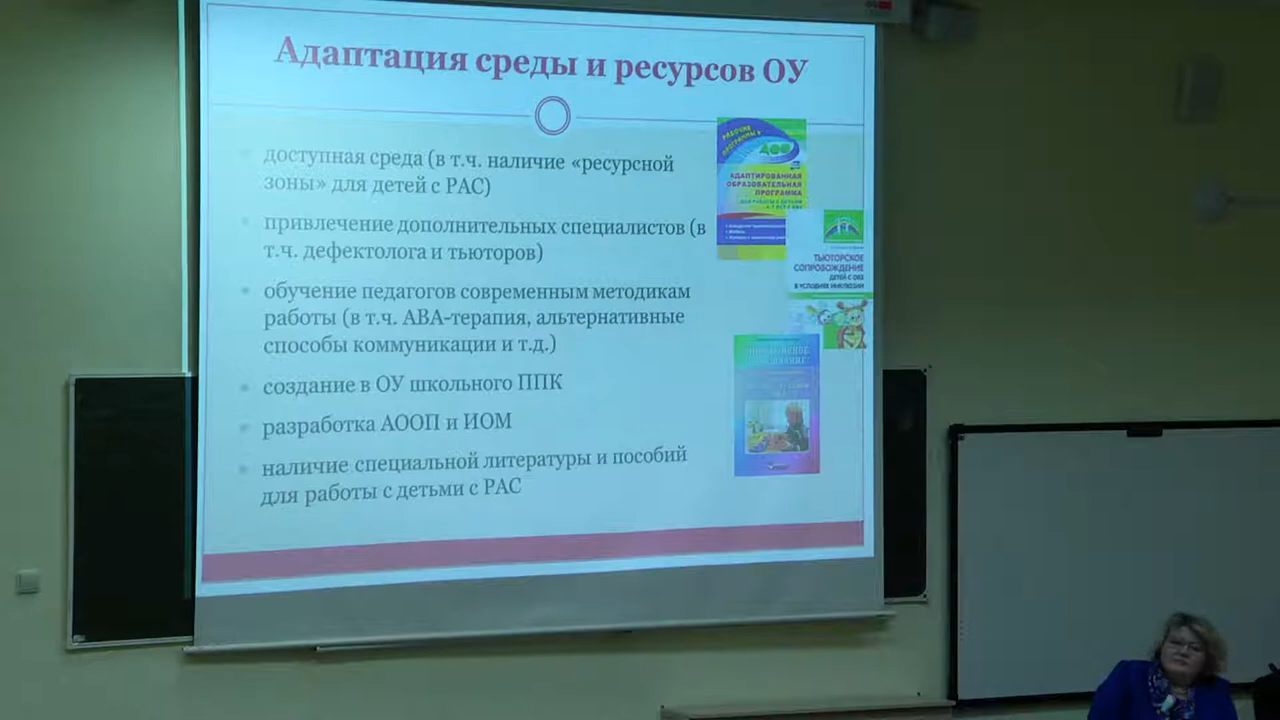 Адаптация среды и ресурсов ОУ
доступная среда (в т.ч. наличие «ресурсной
зоны» для детей с РАС)
привлечение дополнительных специалистов (в
т.ч. дефектолога и тьюторов)
обучение педагогов современным методикам
работы (в т.ч. АВА-терапия, альтернативные
способы коммуникации и т.д.)
создание в ОУ школьного ППК
разработка АООП и ИОМ
наличие специальной литературы и пособий
для работы с детьми с РАС
РАБОЧИЕ
ПРОГРАММЫ
АДАПТИРОВАННАЯ
ОБРАЗОВАТЕЛЬНАЯ
ПРОГРАММА
ТЬЮТОРСКОЕ
СОПРОВОЖДЕНИЕ
ДЕТЕЙ С ОВЗ
В УСЛОВИЯХ ИНКЛЮЗИИ